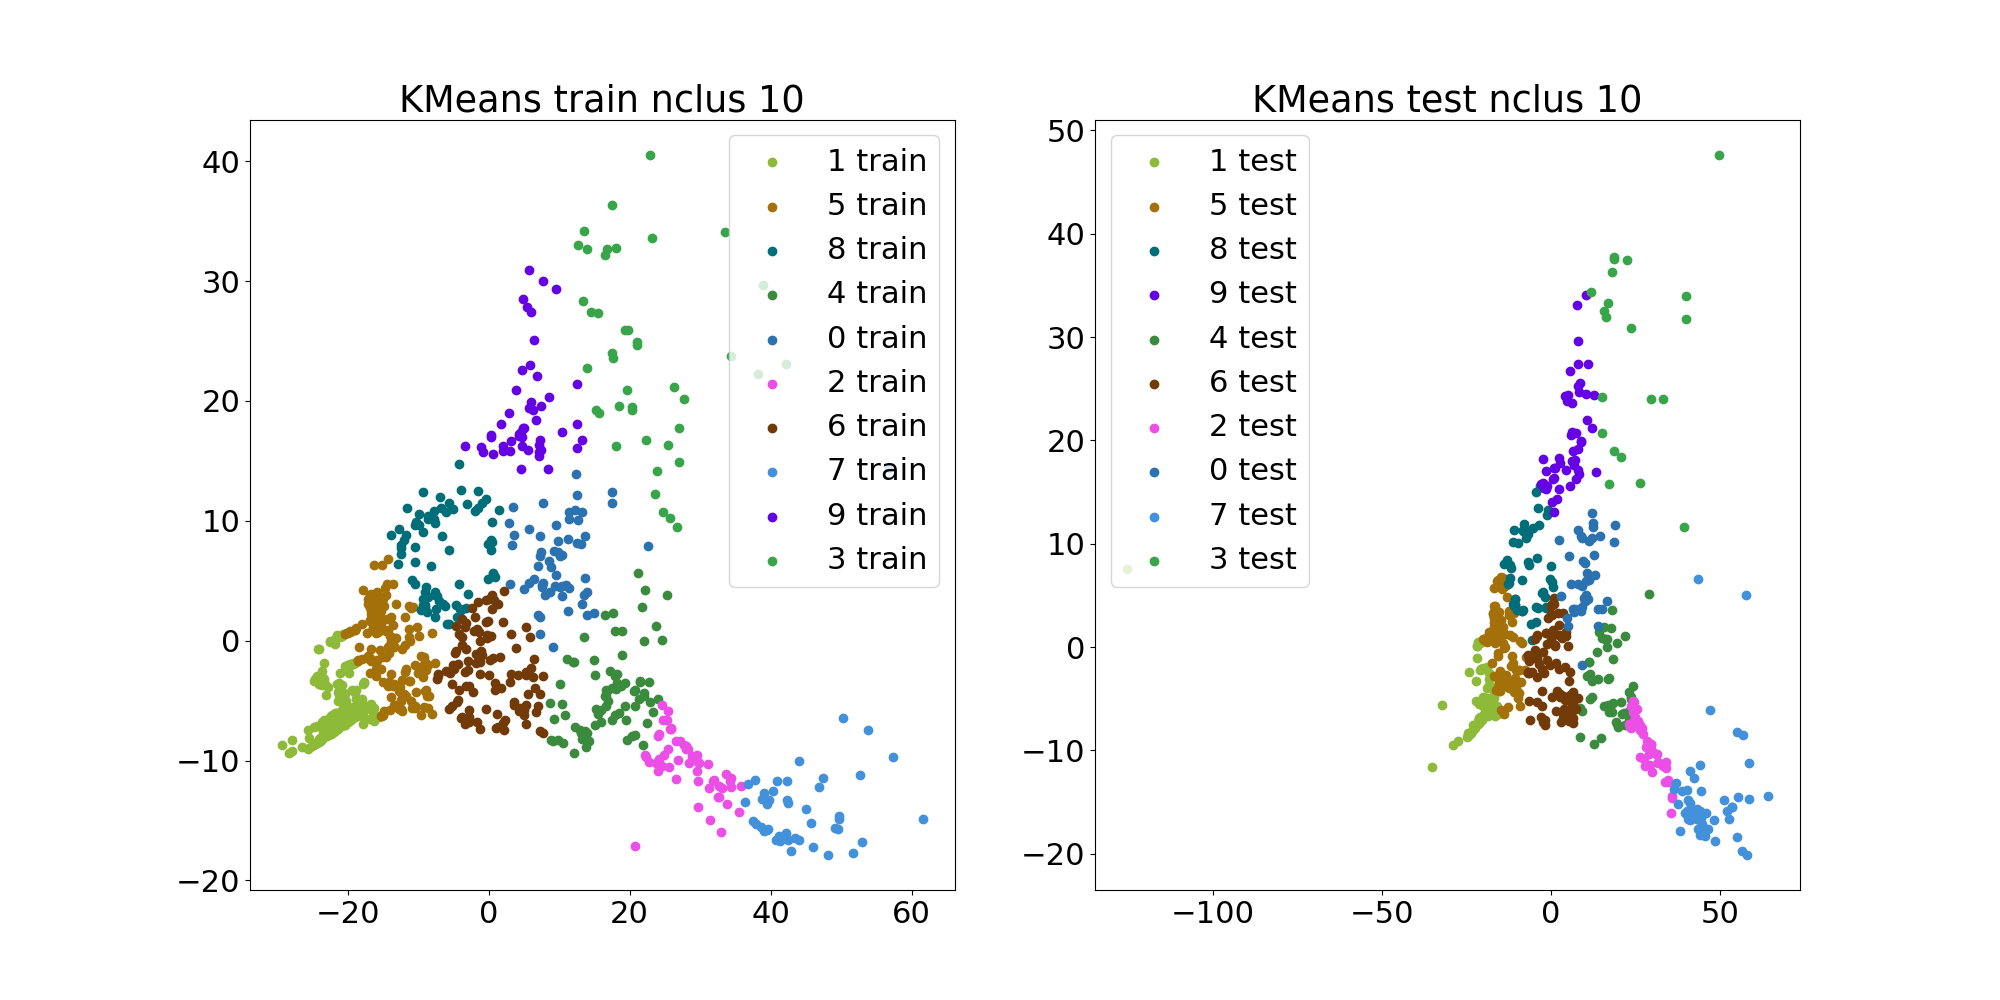 KMeans train nclus 10
40
30
20
10
0
−10
−20
−20
0
20
40
60
1 train
5 train
8 train
4 train
0 train
2 train
6 train
7 train
9 train
3 train
KMeans test nclus 10
50
40
30
20
10
0
−10
−20
−100
−50
0
50
1 test
5 test
8 test
9 test
4 test
6 test
2 test
0 test
7 test
3 test